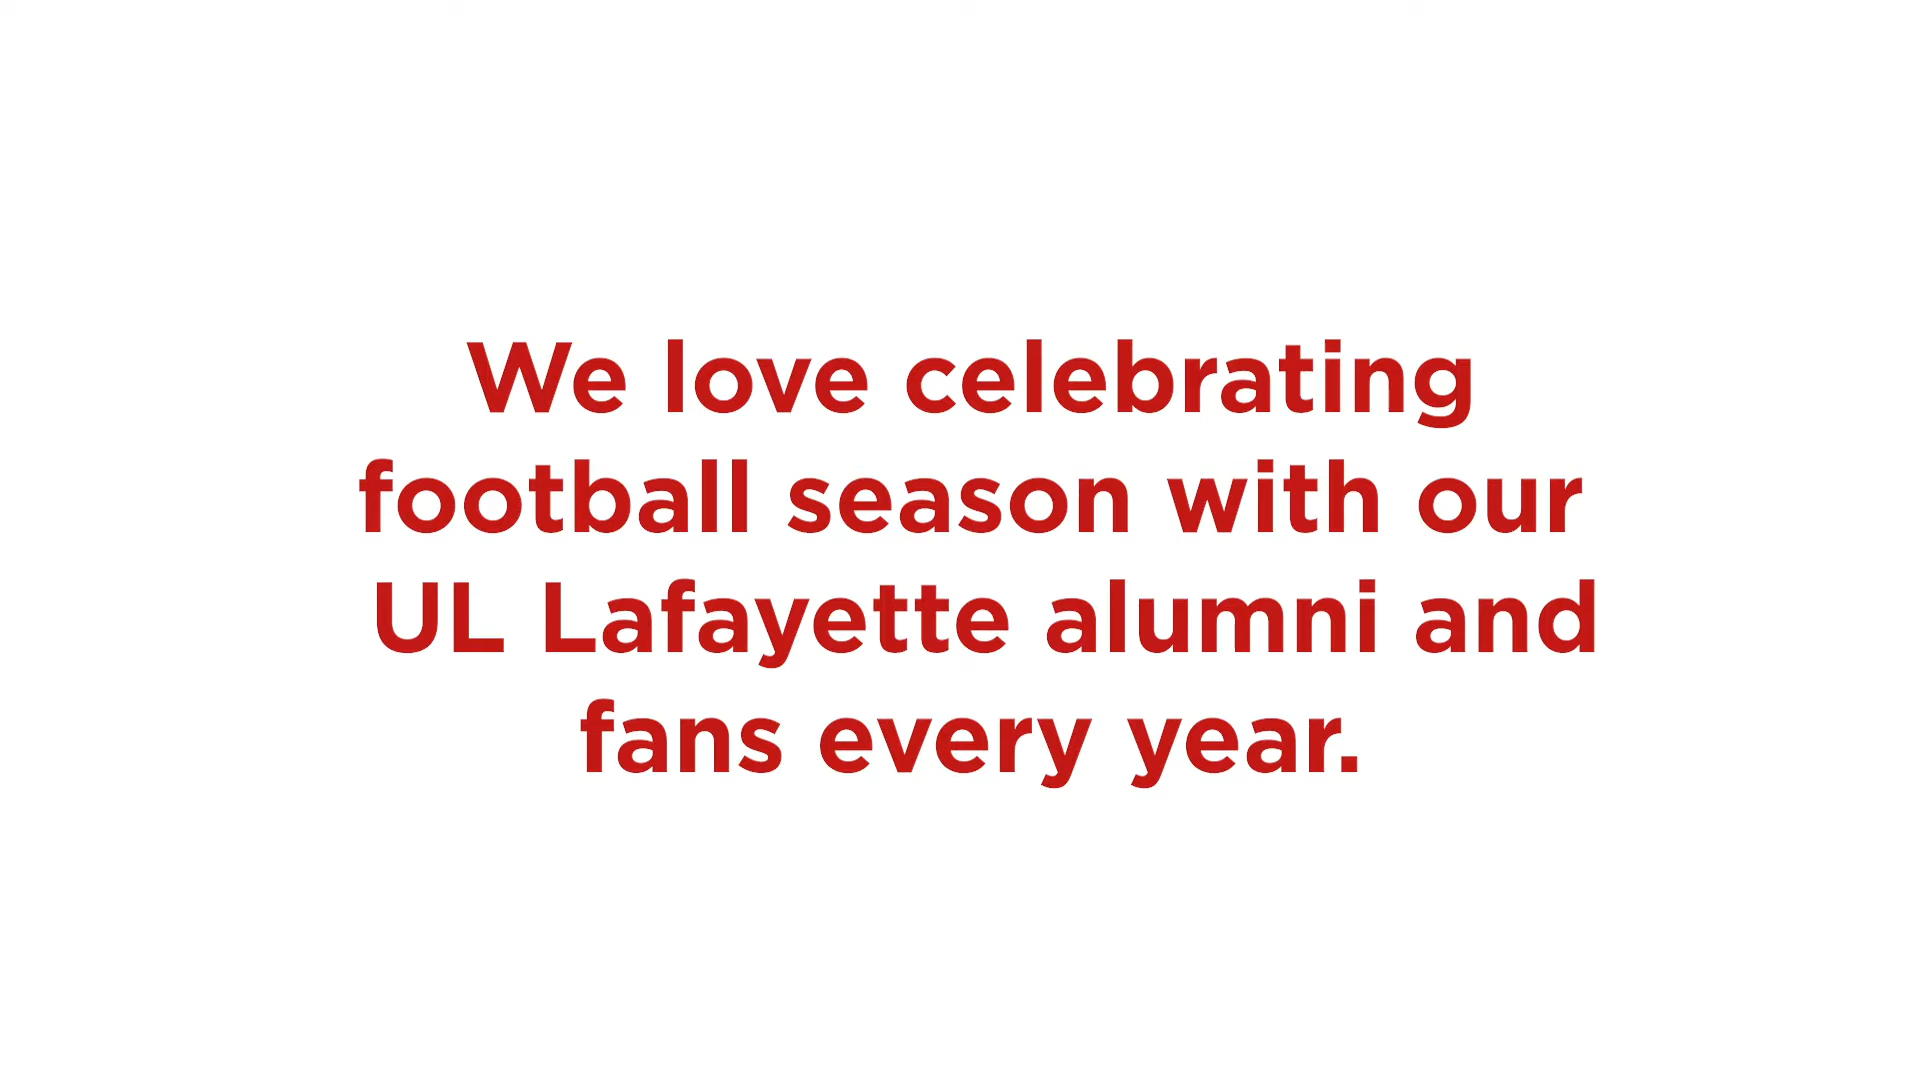 We love celebrating
football season with our
UL Lafayette alumni and
fans every year.